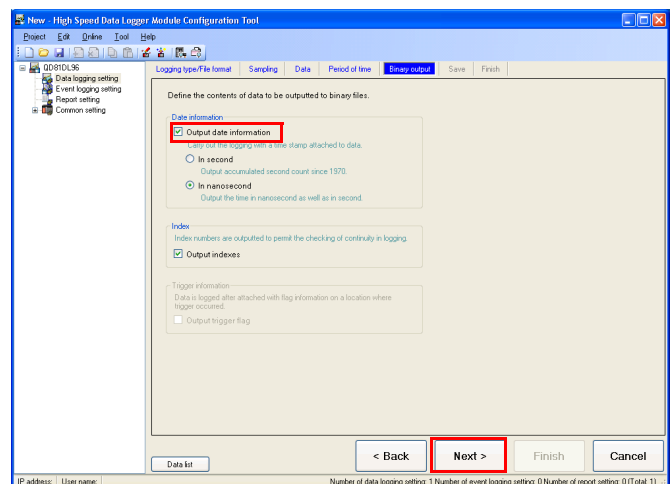 New - High Speed Data Logger Module Configuration Tool
Project Edit Online Tool Help
QD81DL96
Data logging setting
Event logging setting
Report setting
Common setting
Logging type/File format Sampling Data Period of time Binary output Save Finish
Define the contents of data to be outputted to binary files.
Date information
Output date information
Carry out the logging with a time stamp attached to data.
In second
Output accumulated second count since 1970.
In nanosecond
Output the time in nanosecond as well as in second.
Index
Index numbers are outputted to permit the checking of continuity in logging.
Output indexes
Trigger information
Data is logged after attached with flag information on a location where
trigger occurred.
Output trigger flag
Data list
< Back Next > Finish Cancel
IP address: User name: Number of data logging setting: 1 Number of event logging setting: 0 Number of report setting: 0 (Total: 1)